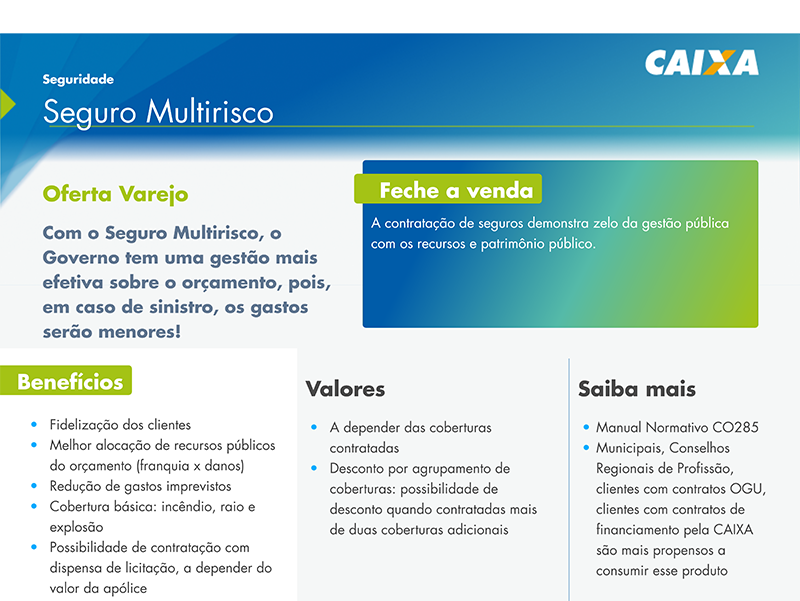 CAIXA
Seguridade
Seguro Multirisco
Oferta Varejo
Com o Seguro Multirisco, o
Governo tem uma gestão mais
efetiva sobre o orçamento, pois,
em caso de sinistro, os gastos
serão menores!
Feche a venda
A contratação de seguros demonstra zelo da gestão pública
com os recursos e patrimônio público.
Benefícios
• Fidelização dos clientes
• Melhor alocação de recursos públicos
do orçamento (franquia x danos)
• Redução de gastos imprevistos
• Cobertura básica: incêndio, raio e
explosão
• Possibilidade de contratação com
dispensa de licitação, a depender do
valor da apólice
Valores
• A depender das coberturas
contratadas
• Desconto por agrupamento de
coberturas: possibilidade de
desconto quando contratadas mais
de duas coberturas adicionais
Saiba mais
• Manual Normativo CO285
• Municipais, Conselhos
Regionais de Profissão,
clientes com contratos OGU,
clientes com contratos de
financiamento pela CAIXA
são mais propensos a
consumir esse produto